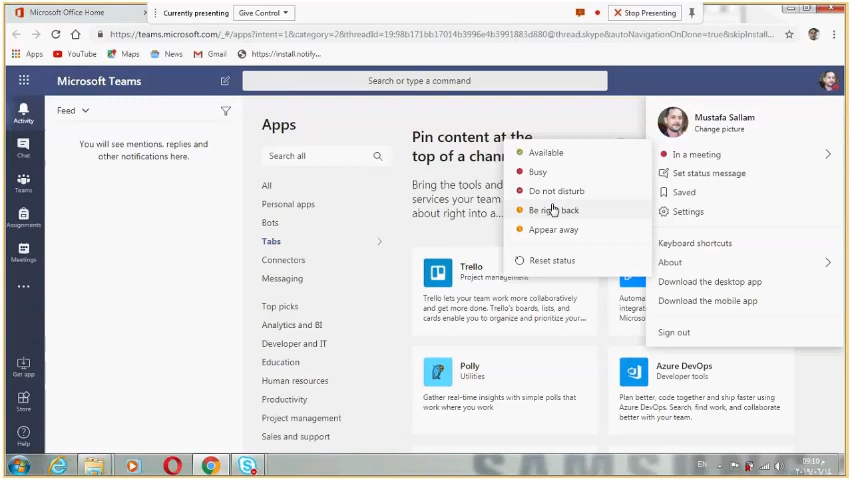 Microsoft Office Home
Currently presenting
Give Control
Stop Presenting
https://teams.microsoft.com/_#/apps?intent=1&category=2&threadId=19:98b171bb17014b3970c4991883d880@thread.skype&autoNavigationOnDone=true&skipInstall...
Apps
YouTube
Maps
News
Gmail
https://install.notify...
Microsoft Teams
Search or type a command
Activity
Chat
Teams
Assignments
Meetings
Get app
Store
Help
Feed
You will see mentions, replies and
other notifications here.
Apps
Search all
All
Personal apps
Bots
Tabs
Connectors
Messaging
Top picks
Analytics and BI
Developer and IT
Education
Human resources
Productivity
Project management
Sales and support
Pin content at the
top of a chann
Bring the tools and
services your team
about right into a
Available
Busy
Do not disturb
Be right back
Appear away
Reset status
Mustafa Sallam
Change picture
In a meeting
Set status message
Saved
Settings
Keyboard shortcuts
About
Download the desktop app
Download the mobile app
Sign out
Trello
Project management
Trello lets your team work more collaboratively
and get more done. Trello's boards, lists, and
cards enable you to organize and prioritize your...
Automa
integrat
Microso
Polly
Utilities
Gather real-time insights with simple polls that
work where you work
Azure DevOps
Developer tools
Plan better, code together and ship faster using
Azure DevOps. Search, find work, and collaborate
better with your team.
SAMSUNG
EN
09:10 م